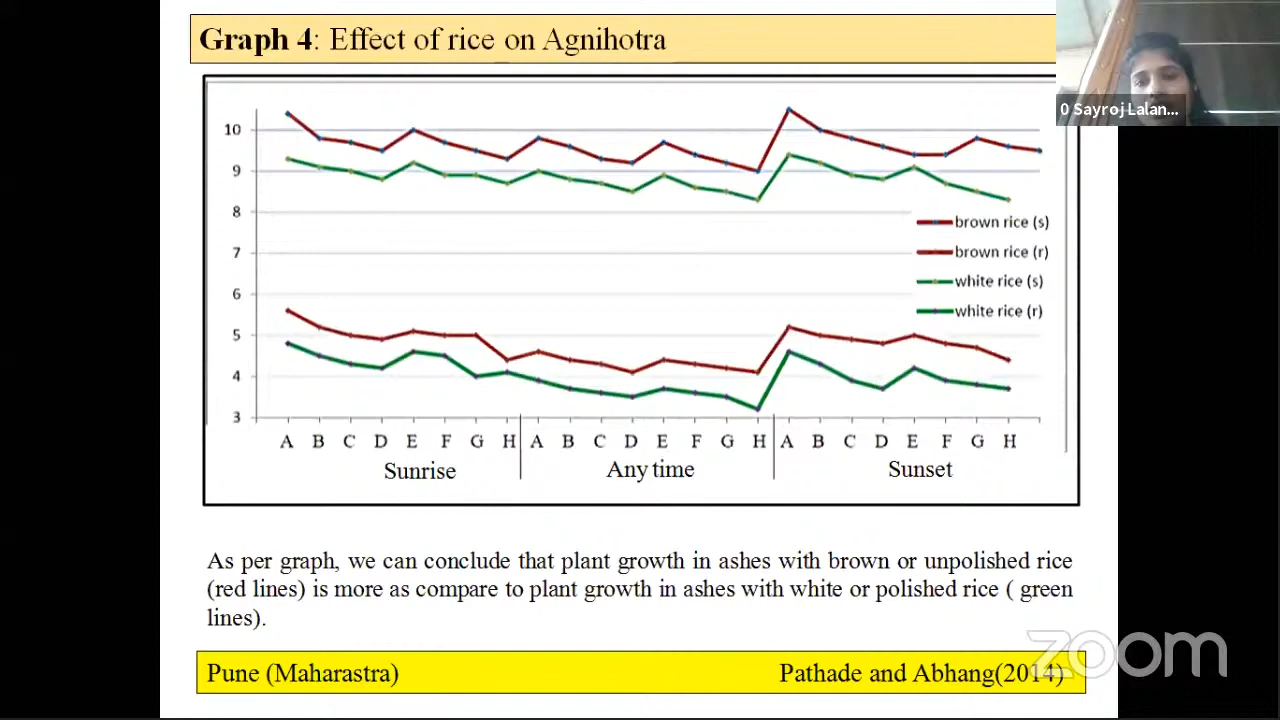 Graph 4: Effect of rice on Agnihotra
0 Sayroj Lalan...
10
9
8
7
6
5
4
3
brown rice (s)
brown rice (r)
white rice (s)
white rice (r)
A B C D E F G H A B C D E F G H A B C D E F G H
Sunrise Any time Sunset
As per graph, we can conclude that plant growth in ashes with brown or unpolished rice
(red lines) is more as compare to plant growth in ashes with white or polished rice ( green
lines).
zoom
Pune (Maharastra) Pathade and Abhang(2014)